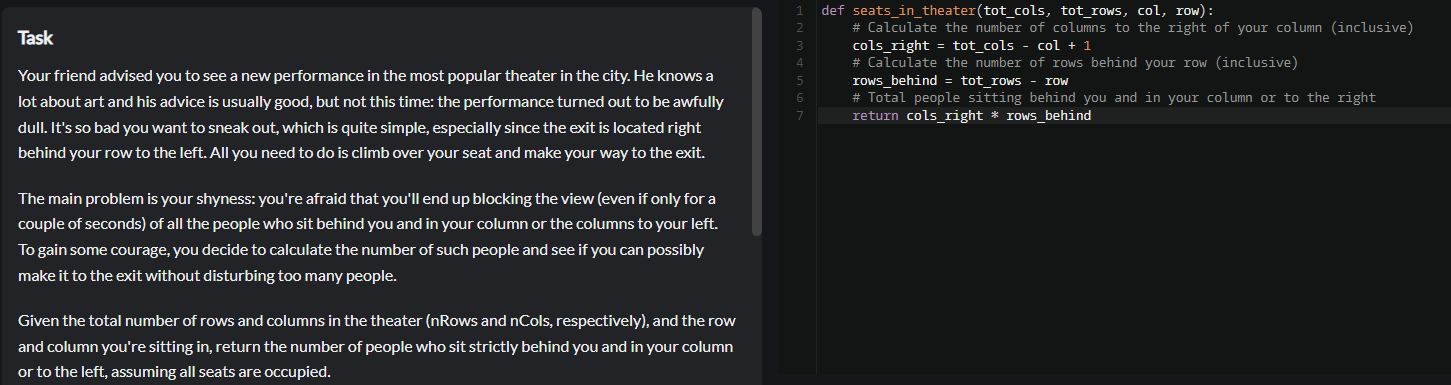 Task
Your friend advised you to see a new performance in the most popular theater in the city. He knows a
lot about art and his advice is usually good, but not this time: the performance turned out to be awfully
dull. It's so bad you want to sneak out, which is quite simple, especially since the exit is located right
behind your row to the left. All you need to do is climb over your seat and make your way to the exit.
The main problem is your shyness: you're afraid that you'll end up blocking the view (even if only for a
couple of seconds) of all the people who sit behind you and in your column or the columns to your left.
To gain some courage, you decide to calculate the number of such people and see if you can possibly
make it to the exit without disturbing too many people.
Given the total number of rows and columns in the theater (nRows and nCols, respectively), and the row
and column you're sitting in, return the number of people who sit strictly behind you and in your column
or to the left, assuming all seats are occupied.
1 def seats_in_theater(tot_cols, tot_rows, col, row):
2     # Calculate the number of columns to the right of your column (inclusive)
3     cols_right = tot_cols - col + 1
4     # Calculate the number of rows behind your row (inclusive)
5     rows_behind = tot_rows - row
6     # Total people sitting behind you and in your column or to the right
7     return cols_right * rows_behind